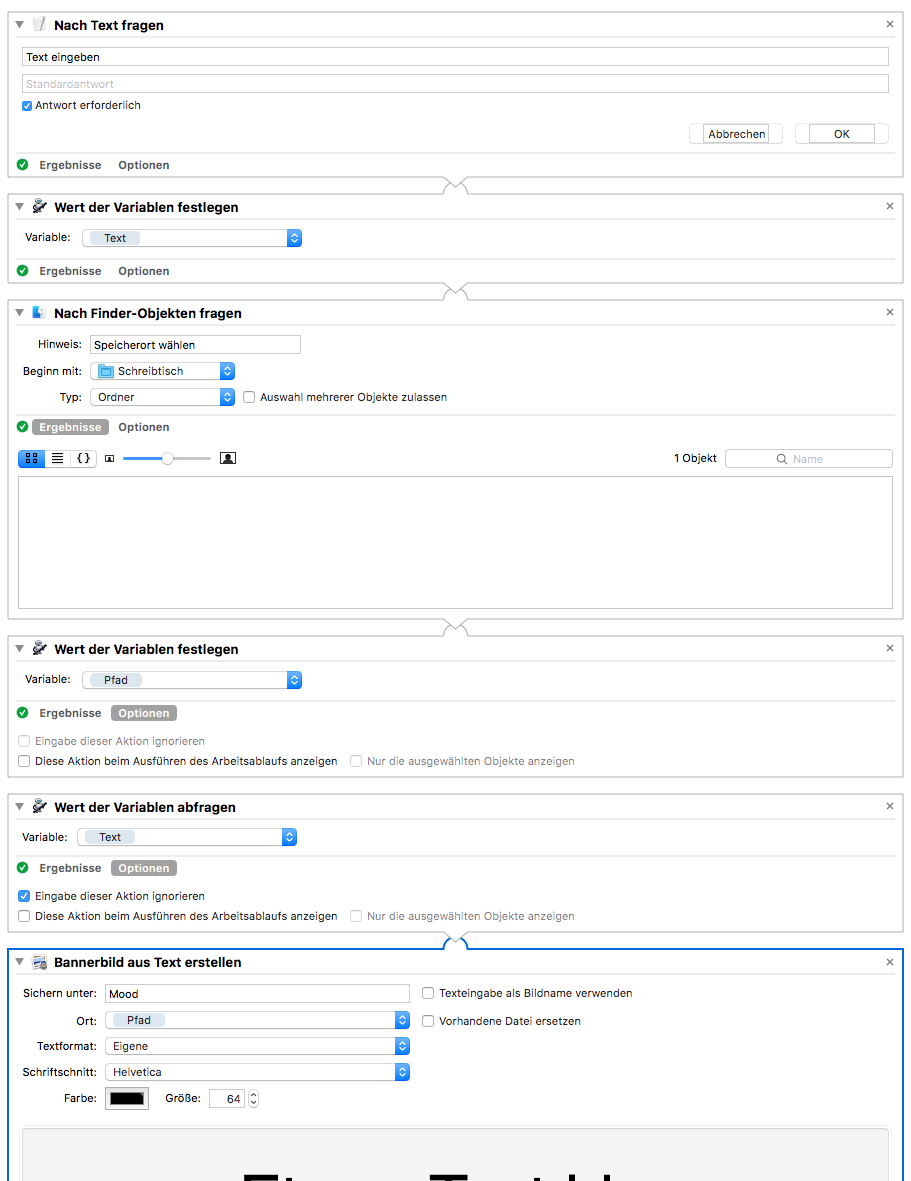 Nach Text fragen
Text eingeben
Standardantwort
Antwort erforderlich
Abbrechen OK
Ergebnisse Optionen
Wert der Variablen festlegen
Variable: Text
Ergebnisse Optionen
Nach Finder-Objekten fragen
Hinweis: Speicherort wählen
Beginn mit: Schreibtisch
Typ: Ordner Auswahl mehrerer Objekte zulassen
Ergebnisse Optionen
1 Objekt Name
Wert der Variablen festlegen
Variable: Pfad
Ergebnisse Optionen
Eingabe dieser Aktion ignorieren
Diese Aktion beim Ausführen des Arbeitsablaufs anzeigen Nur die ausgewählten Objekte anzeigen
Wert der Variablen abfragen
Variable: Text
Ergebnisse Optionen
Eingabe dieser Aktion ignorieren
Diese Aktion beim Ausführen des Arbeitsablaufs anzeigen Nur die ausgewählten Objekte anzeigen
Bannerbild aus Text erstellen
Sichern unter: Mood Texteingabe als Bildname verwenden
Ort: Pfad Vorhandene Datei ersetzen
Textformat: Eigene
Schriftschnitt: Helvetica
Farbe: Größe: 64